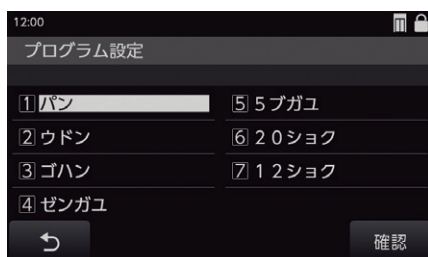 12:00
プログラム設定
1 パン
2 ウドン
3 ゴハン
4 ゼンガユ
5 5ブガユ
6 20ショク
7 12ショク
確認